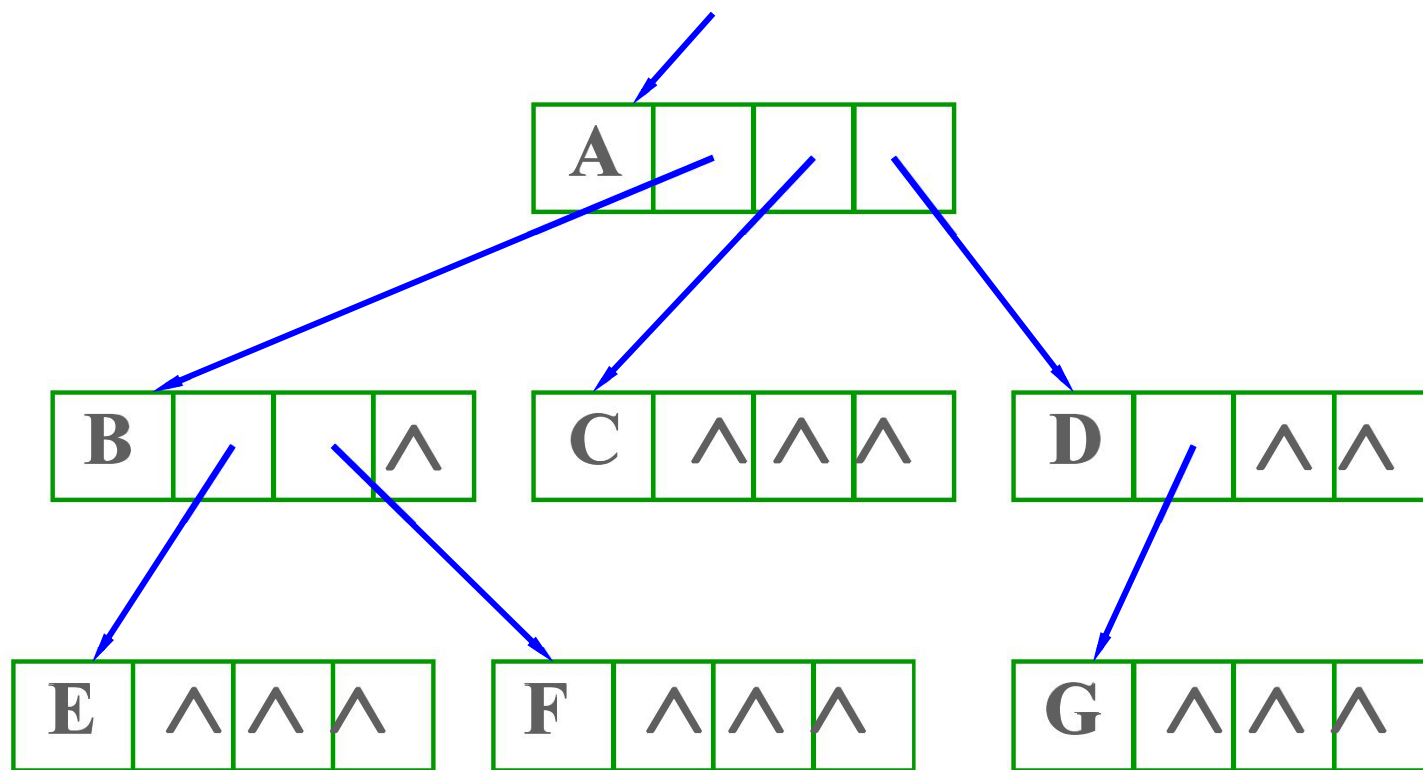 A
B ∧ C ∧ ∧ ∧ D ∧ ∧
E ∧ ∧ ∧ F ∧ ∧ ∧ G ∧ ∧ ∧